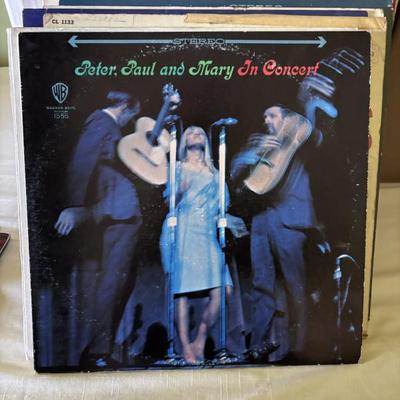 CL 1133
STEREO
Peter, Paul and Mary In Concert
WB
WARNER BROS.
1555